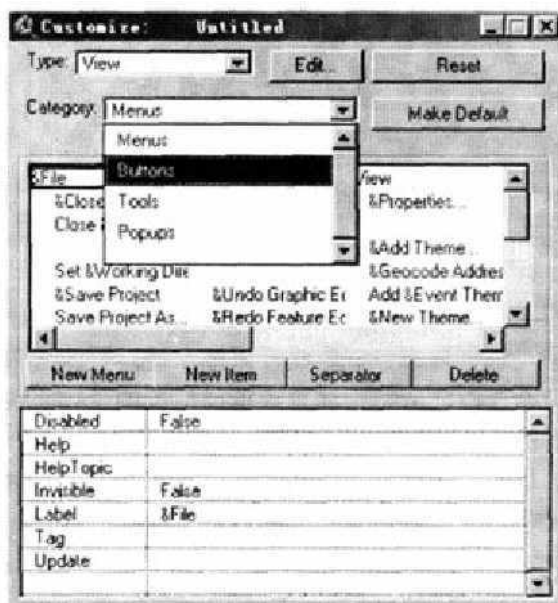 Customize: Untitled
Type: View Edit... Reset
Category: Menus Make Default
Menus
Buttons
Tools
Popups
&File View
&Close &Properties...
Close
&Add Theme...
Set &Working Dire &Geocode Addres
&Save Project &Undo Graphic Ec Add &Event Them
Save Project As... &Redo Feature Ec &New Theme...
New Menu New Item Separator Delete
Disabled False
Help
HelpTopic
Invisible False
Label &File
Tag
Update